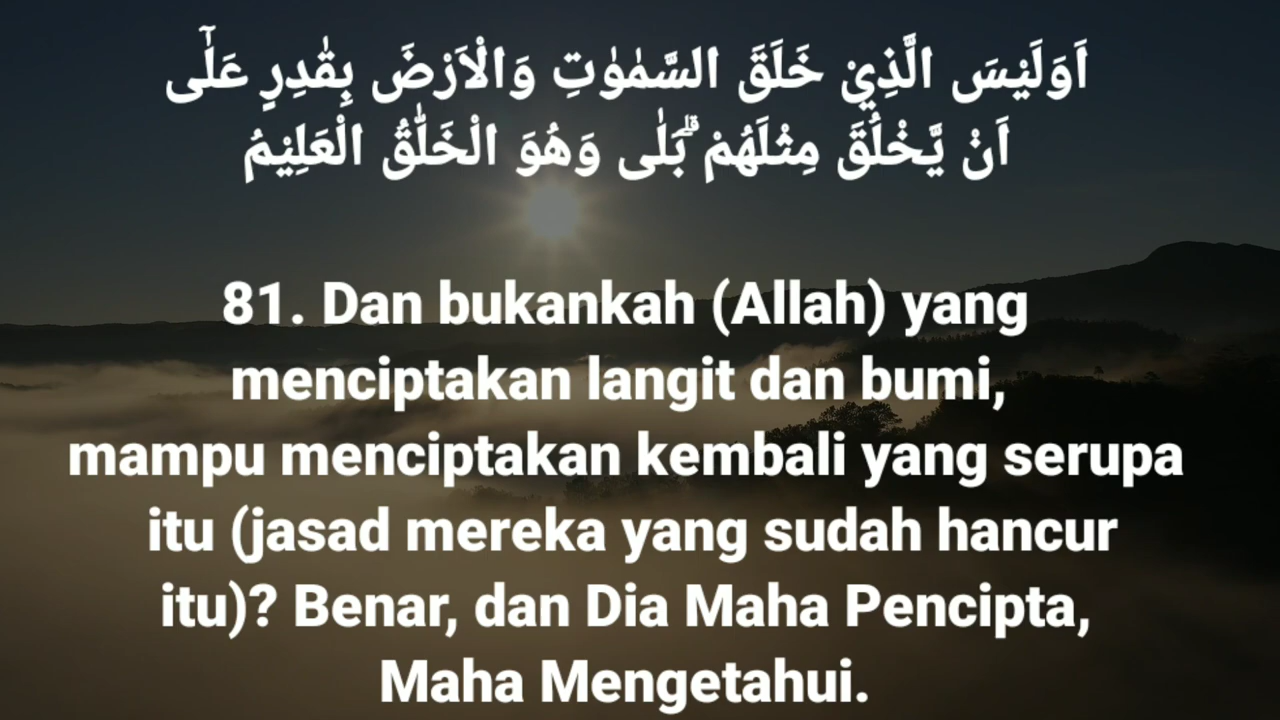 اَوَلَيْسَ الَّذِيْ خَلَقَ السَّمٰوٰتِ وَالْاَرْضَ بِقٰدِرٍ عَلٰٓى
اَنْ يَّخْلُقَ مِثْلَهُمْ ۗبَلٰى وَهُوَ الْخَلّٰقُ الْعَلِيْمُ
81. Dan bukankah (Allah) yang
menciptakan langit dan bumi,
mampu menciptakan kembali yang serupa
itu (jasad mereka yang sudah hancur
itu)? Benar, dan Dia Maha Pencipta,
Maha Mengetahui.